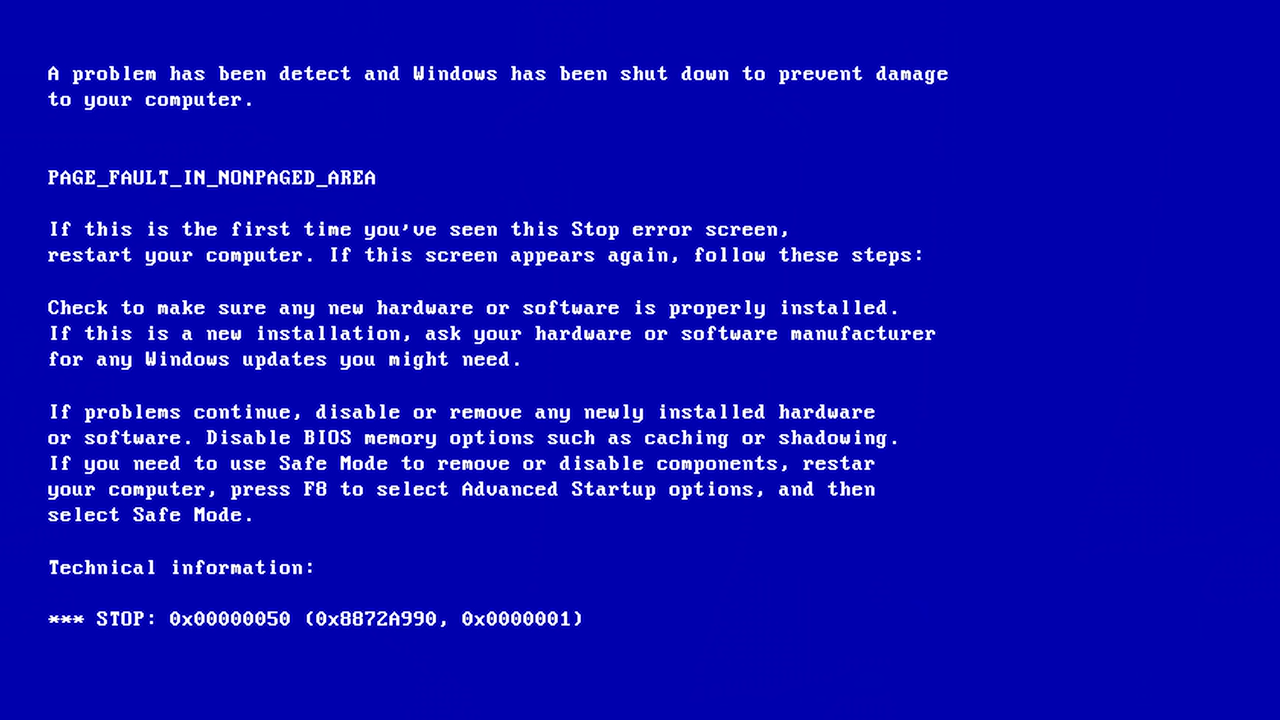 A problem has been detect and Windows has been shut down to prevent damage
to your computer.
PAGE_FAULT_IN_NONPAGED_AREA
If this is the first time you've seen this Stop error screen,
restart your computer. If this screen appears again, follow these steps:
Check to make sure any new hardware or software is properly installed.
If this is a new installation, ask your hardware or software manufacturer
for any Windows updates you might need.
If problems continue, disable or remove any newly installed hardware
or software. Disable BIOS memory options such as caching or shadowing.
If you need to use Safe Mode to remove or disable components, restar
your computer, press F8 to select Advanced Startup options, and then
select Safe Mode.
Technical information:
*** STOP: 0x00000050 (0x8872A990, 0x0000001)